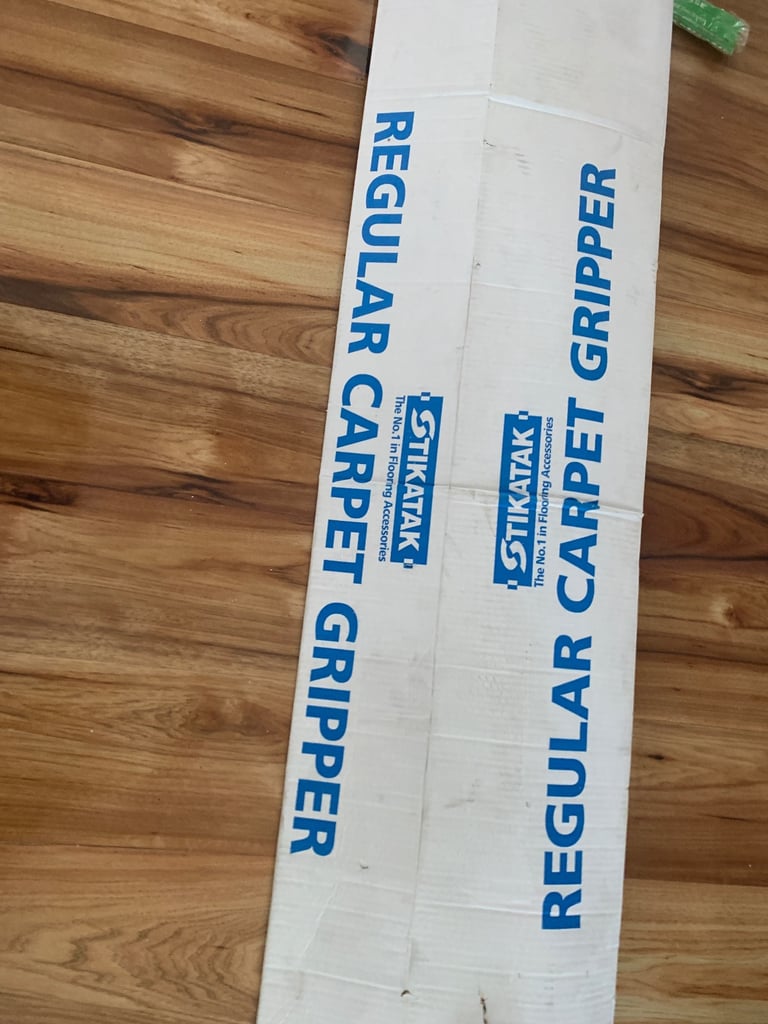 REGULAR CARPET GRIPPER
STIKATAK
The No.1 in Flooring Accessories
STIKATAK
The No.1 in Flooring Accessories
REGULAR CARPET GRIPPER